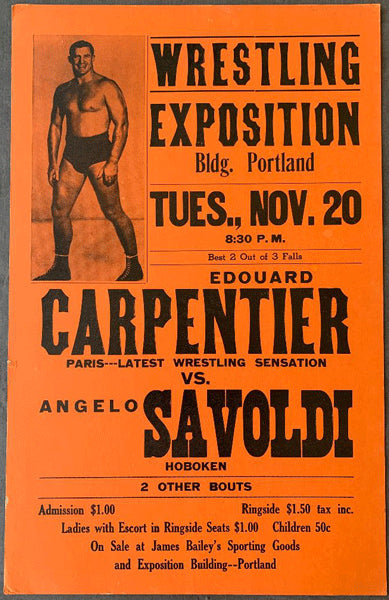 WRESTLING
EXPOSITION
Bldg. Portland
TUES., NOV. 20
8:30 P. M.
Best 2 Out of 3 Falls
EDOUARD
CARPENTIER
PARIS---LATEST WRESTLING SENSATION
VS.
ANGELO SAVOLDI
HOBOKEN
2 OTHER BOUTS
Admission $1.00 Ringside $1.50 tax inc.
Ladies with Escort in Ringside Seats $1.00 Children 50c
On Sale at James Bailey's Sporting Goods
and Exposition Building--Portland